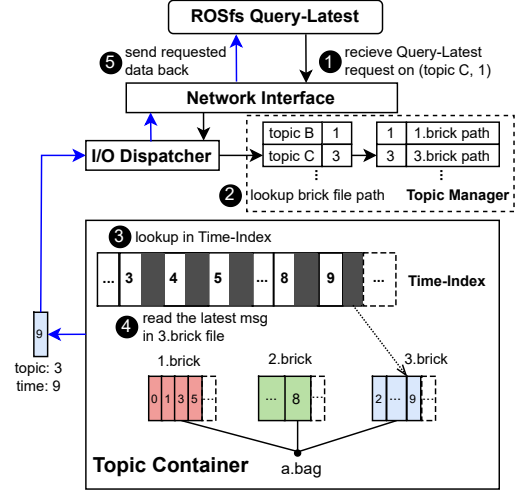 ROSfs Query-Latest
5 send requested
data back
1 recieve Query-Latest
request on (topic C, 1)
Network Interface
I/O Dispatcher
topic B 1
topic C 3
⋮
1 1.brick path
3 3.brick path
⋮
2 lookup brick file path
Topic Manager
3 lookup in Time-Index
... 3 4 5 ... 8 9 ...
Time-Index
4 read the latest msg
in 3.brick file
9
topic: 3
time: 9
1.brick
2.brick
3.brick
0 1 3 5 ...
... 8
2 ... 9 ...
a.bag
Topic Container